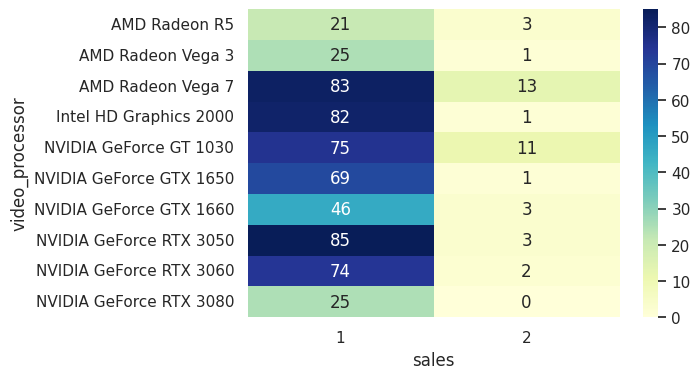 AMD Radeon R5 21 3
AMD Radeon Vega 3 25 1
AMD Radeon Vega 7 83 13
Intel HD Graphics 2000 82 1
NVIDIA GeForce GT 1030 75 11
NVIDIA GeForce GTX 1650 69 1
NVIDIA GeForce GTX 1660 46 3
NVIDIA GeForce RTX 3050 85 3
NVIDIA GeForce RTX 3060 74 2
NVIDIA GeForce RTX 3080 25 0
video_processor
1 2
sales
80
70
60
50
40
30
20
10
0